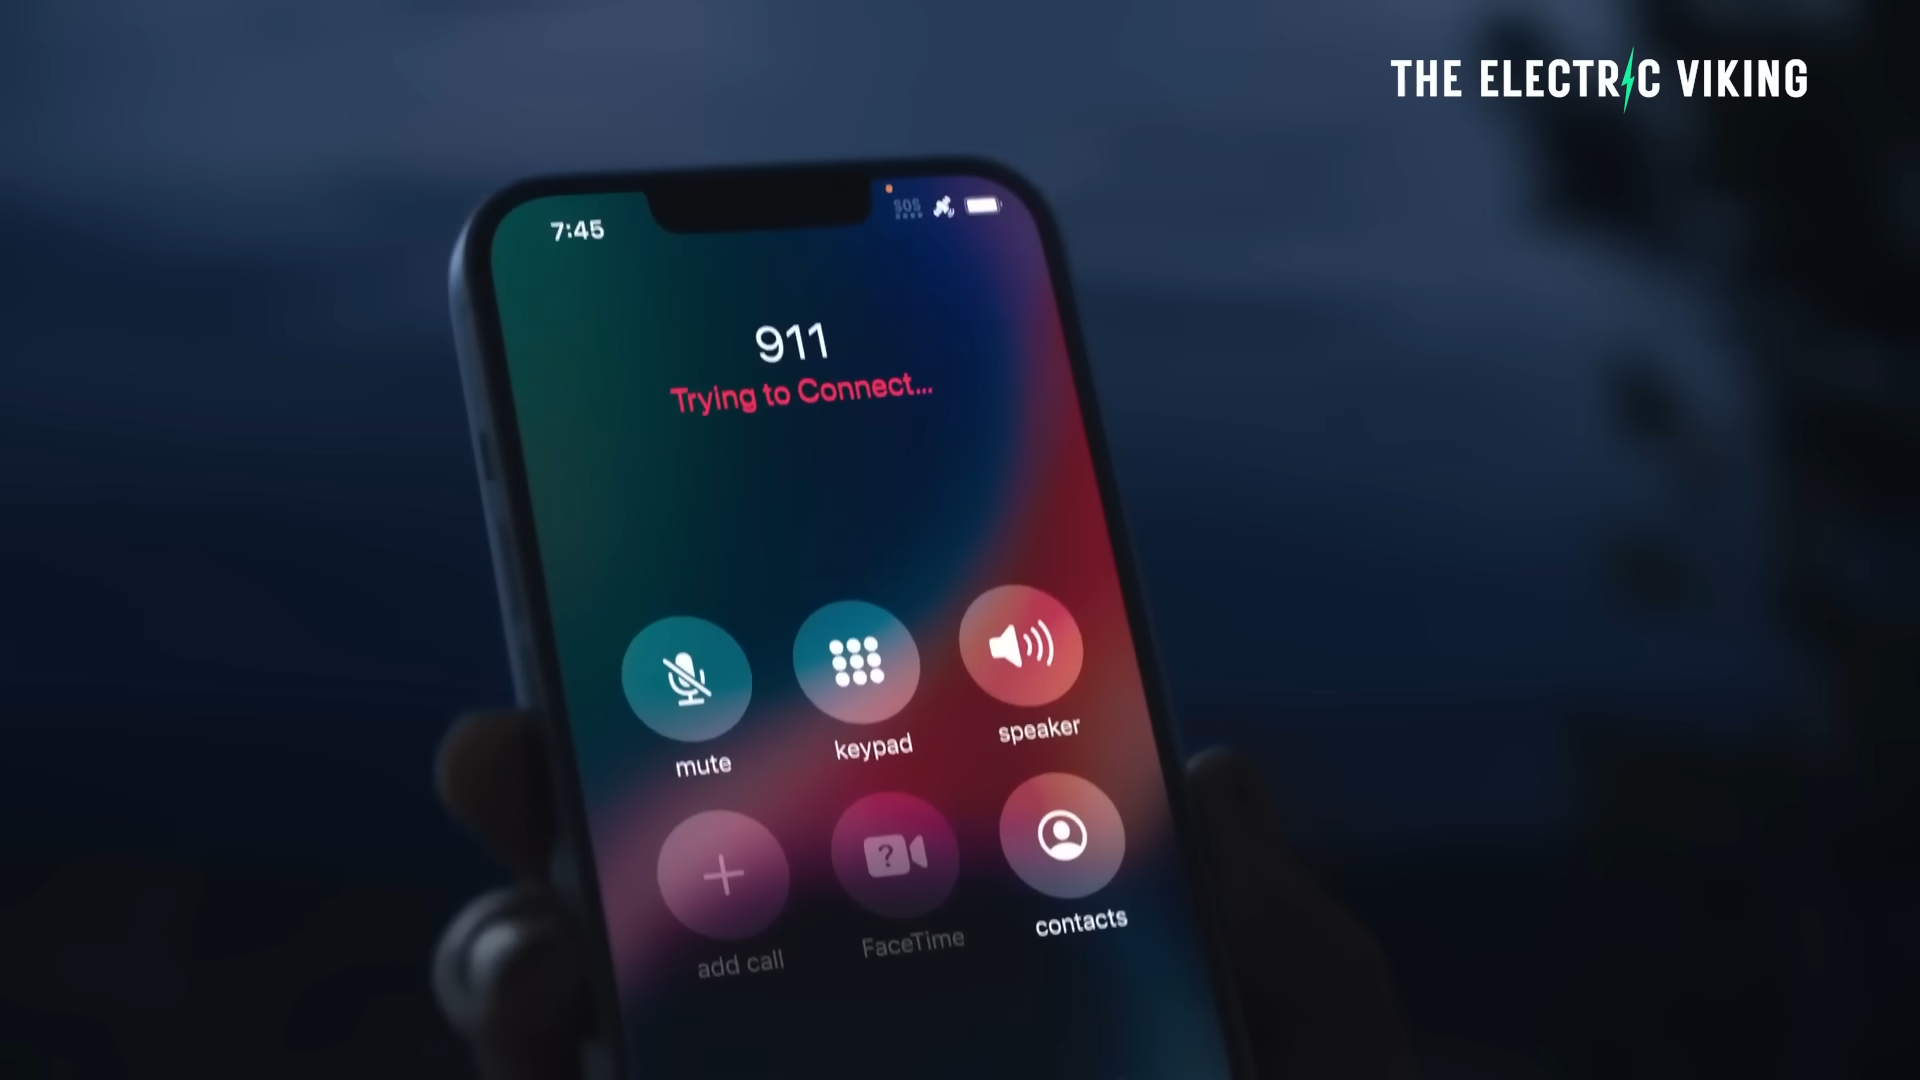 THE ELECTRIC VIKING
7:45
SOS
911
Trying to Connect...
mute
keypad
speaker
add call
FaceTime
contacts